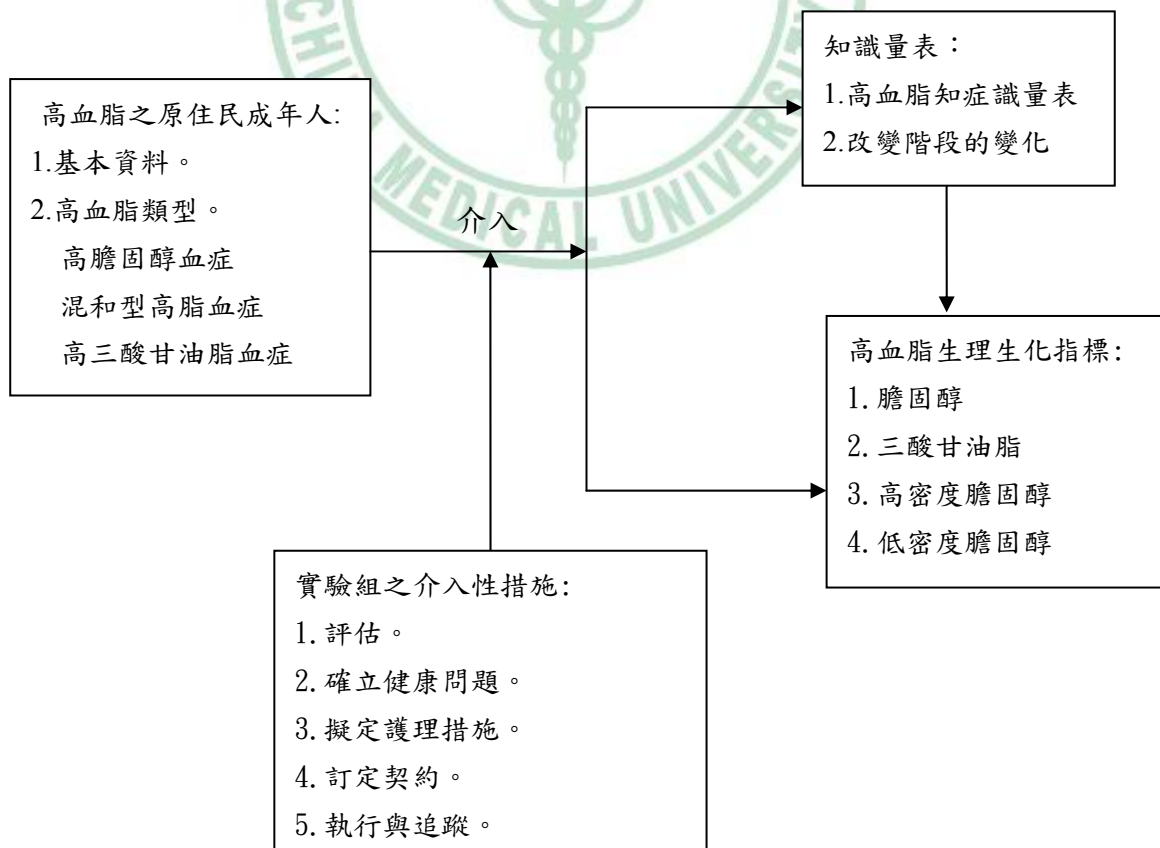 高血脂之原住民成年人:
1.基本資料。
2.高血脂類型。
高膽固醇血症
混和型高脂血症
高三酸甘油脂血症
介入
知識量表：
1.高血脂知症識量表
2.改變階段的變化
高血脂生理生化指標:
1.膽固醇
2.三酸甘油脂
3.高密度膽固醇
4.低密度膽固醇
實驗組之介入性措施:
1.評估。
2.確立健康問題。
3.擬定護理措施。
4.訂定契約。
5.執行與追蹤。
MEDICAL UNIVERSITY